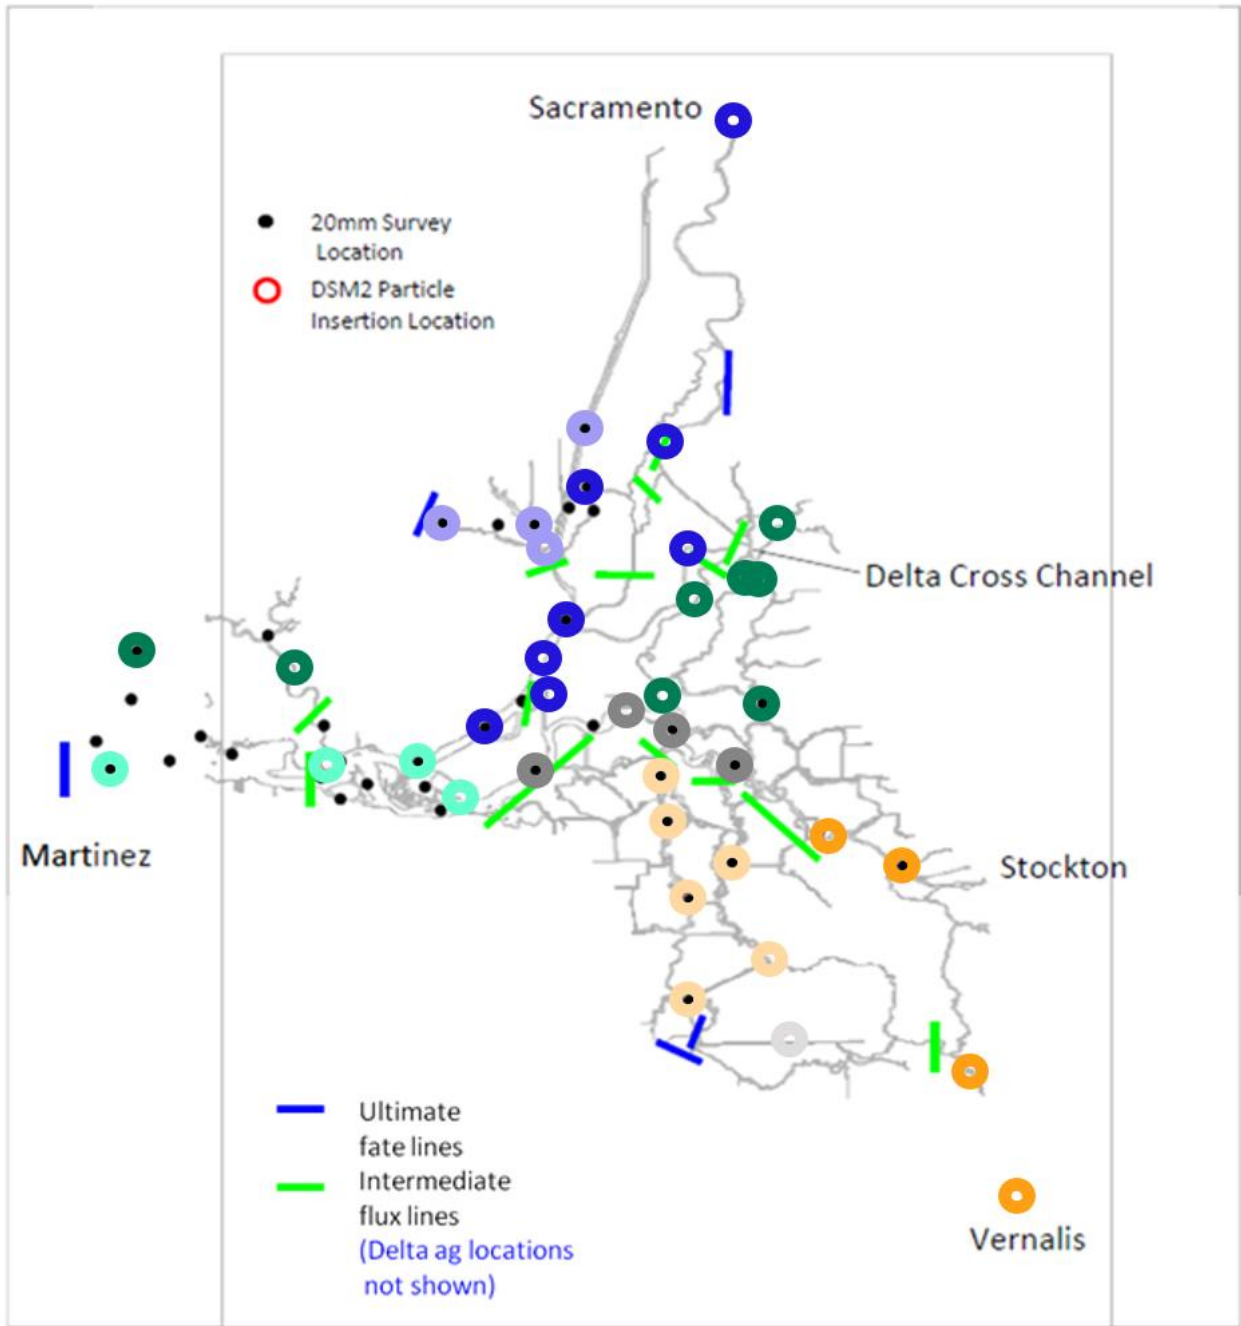 Sacramento
20mm Survey
Location
DSM2 Particle
Insertion Location
Delta Cross Channel
Martinez
Stockton
Ultimate
fate lines
Intermediate
flux lines
(Delta ag locations
not shown)
Vernalis